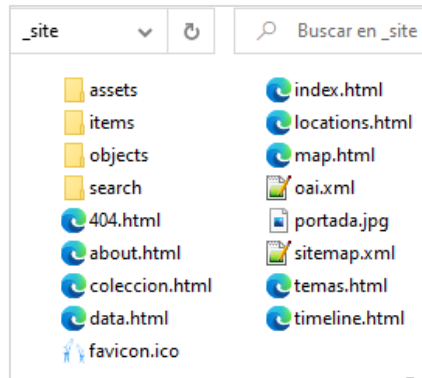 _site
Buscar en _site
assets
items
objects
search
404.html
about.html
coleccion.html
data.html
favicon.ico
index.html
locations.html
map.html
oai.xml
portada.jpg
sitemap.xml
temas.html
timeline.html